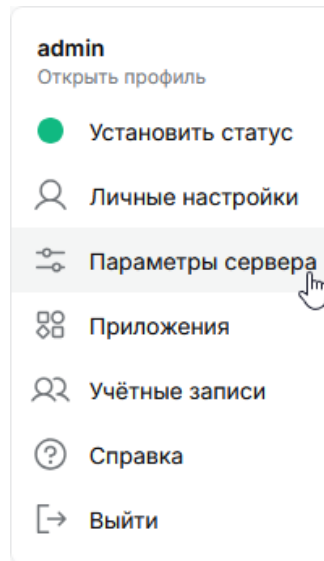 admin
Открыть профиль
Установить статус
Личные настройки
Параметры сервера
Приложения
Учётные записи
Справка
Выйти